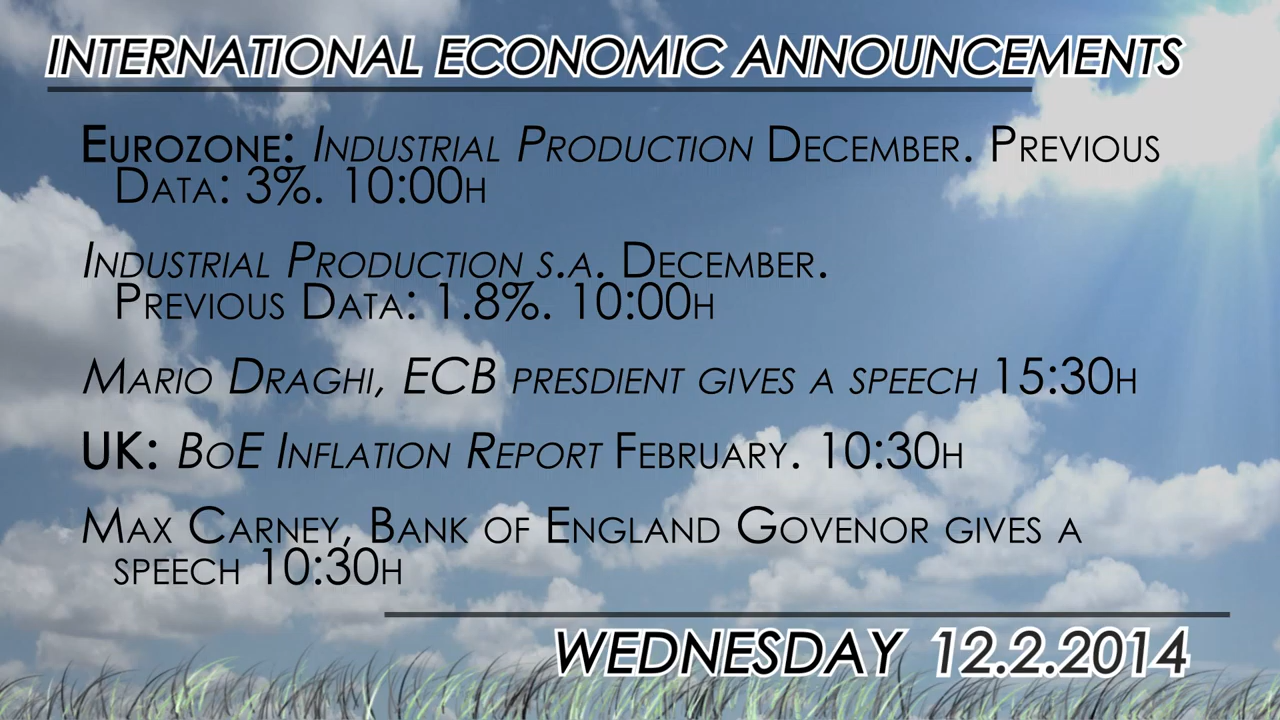 INTERNATIONAL ECONOMIC ANNOUNCEMENTS
Eurozone: Industrial Production December. Previous
Data: 3%. 10:00h
Industrial Production s.a. December.
Previous Data: 1.8%. 10:00h
Mario Draghi, ECB presdient gives a speech 15:30h
UK: BoE Inflation Report February. 10:30h
Max Carney, Bank of England Govenor gives a
speech 10:30h
WEDNESDAY 12.2.2014